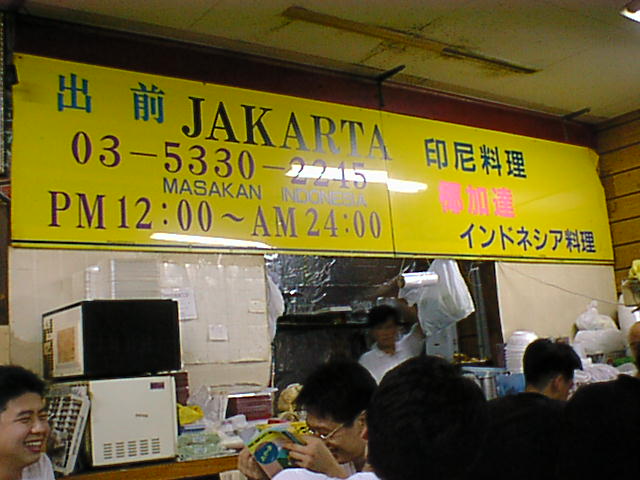 出前 JAKARTA
03-5330-2245
MASAKAN INDONESIA
PM 12:00~AM 24:00
印尼料理
椰加達
インドネシア料理